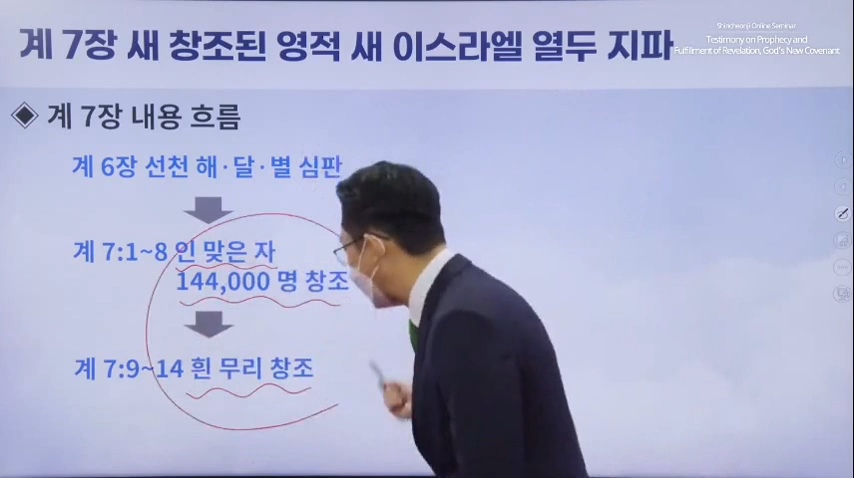 계 7장 새 창조된 영적 새 이스라엘 열두 지파
Shincheonji Online Seminar
Testimony on Prophecy and
Fulfillment of Revelation, God's New Covenant
계 7장 내용 흐름
계 6장 선천 해·달·별 심판
계 7:1~8 인 맞은 자
144,000 명 창조
계 7:9~14 흰 무리 창조